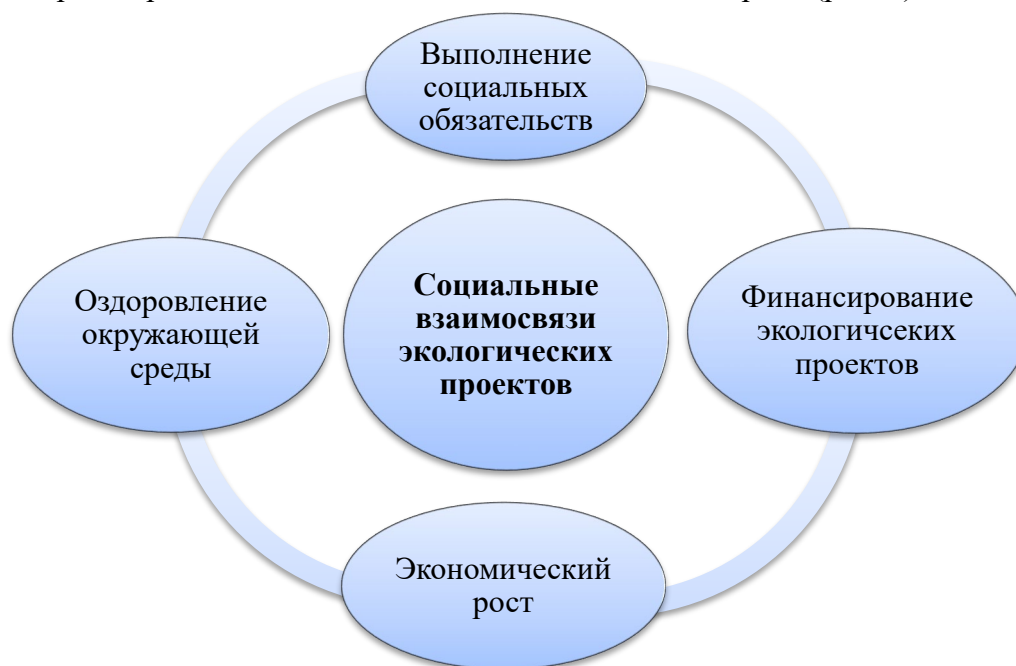 Выполнение
социальных
обязательств
Оздоровление
окружающей
среды
Социальные
взаимосвязи
экологических
проектов
Финансирование
экологичсеких
проектов
Экономический
рост